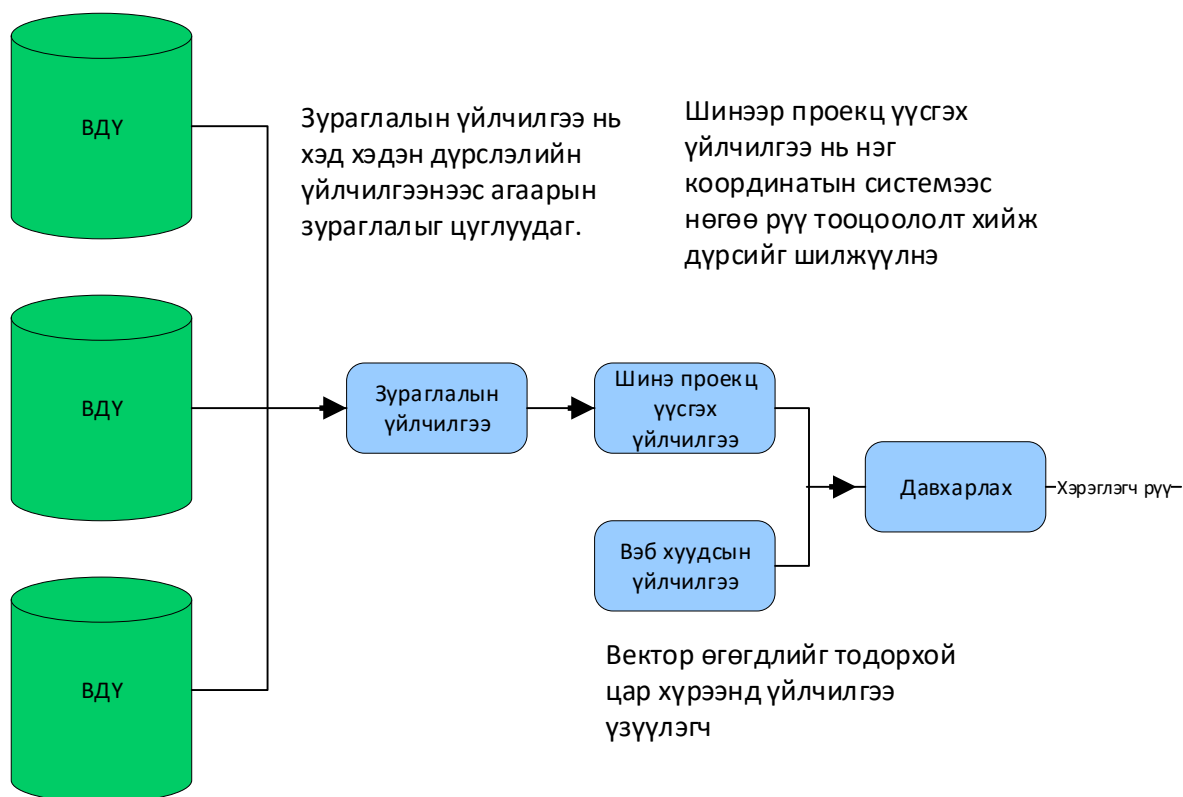 ВДҮ
Зураглалын үйлчилгээ нь
хэд хэдэн дүрслэлийн
үйлчилгээнээс агаарын
зураглалыг цуглуудаг.
Шинээр проекц үүсгэх
үйлчилгээ нь нэг
координатын системээс
нөгөө рүү тооцоололт хийж
дүрсийг шилжүүлнэ
ВДҮ
Зураглалын
үйлчилгээ
Шинэ проекц
үүсгэх
үйлчилгээ
Давхарлах
Хэрэглэгч рүү
Вэб хуудсын
үйлчилгээ
Вектор өгөгдлийг тодорхой
цар хүрээнд үйлчилгээ
үзүүлэгч
ВДҮ